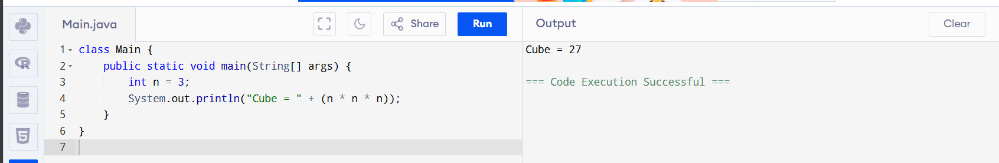 Main.java
Share
Run
Output
Clear
1 class Main {
2     public static void main(String[] args) {
3         int n = 3;
4         System.out.println("Cube = " + (n * n * n));
5     }
6 }
7
Cube = 27
=== Code Execution Successful ===